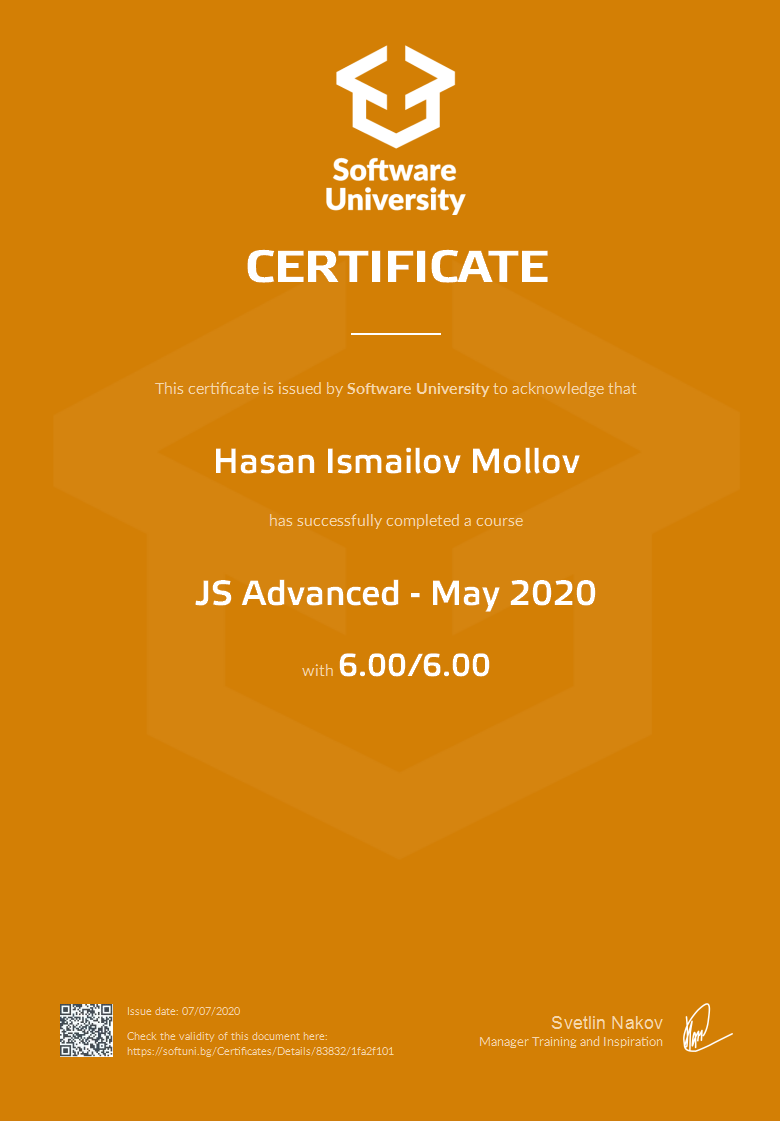 Software
University
CERTIFICATE
This certificate is issued by Software University to acknowledge that
Hasan Ismailov Mollov
has successfully completed a course
JS Advanced - May 2020
with 6.00/6.00
Issue date: 07/07/2020
Check the validity of this document here:
https://softuni.bg/Certificates/Details/83832/1fa2f101
Svetlin Nakov
Manager Training and Inspiration